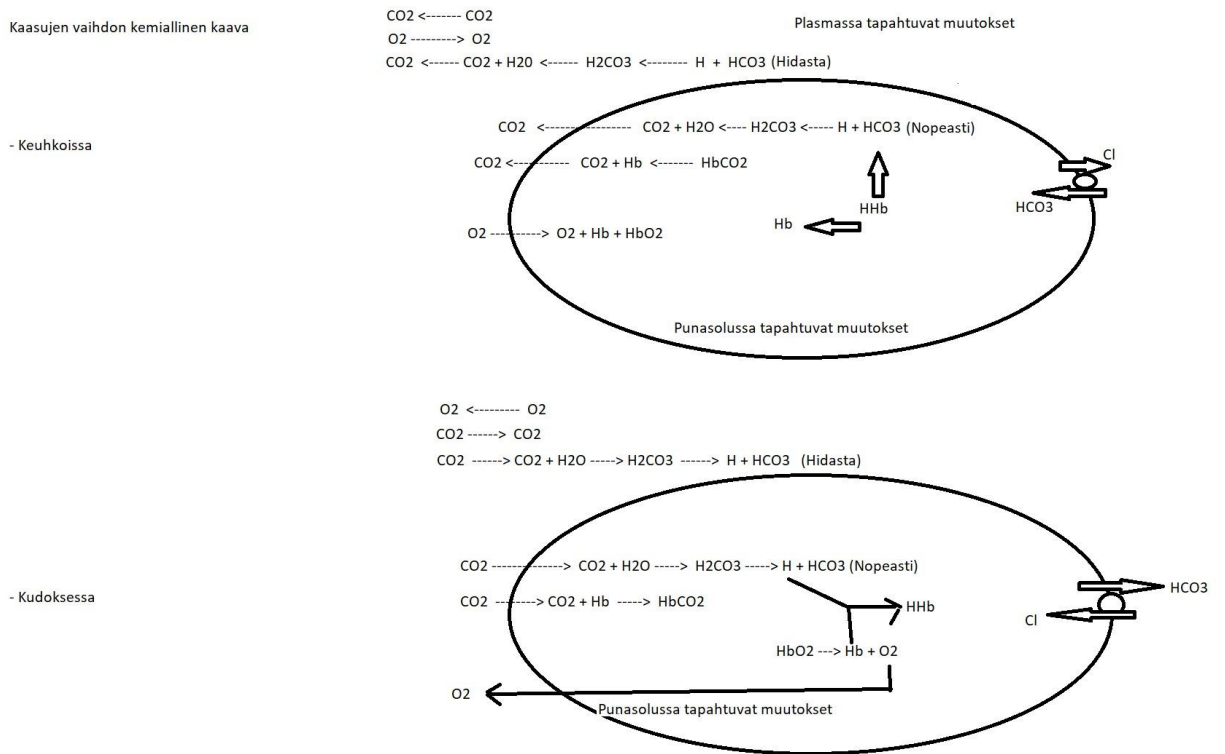 Kaasujen vaihdon kemiallinen kaava
CO2 <------- CO2
Plasmassa tapahtuvat muutokset
O2 ---------> O2
CO2 <------ CO2 + H20 <------ H2CO3 <-------- H + HCO3 (Hidasta)
- Keuhkoissa
CO2 <---------------- CO2 + H2O <---- H2CO3 <----- H + HCO3 (Nopeasti)
CO2 <---------- CO2 + Hb <------- HbCO2
Cl
HCO3
HHb
Hb
O2 ----------> O2 + Hb + HbO2
Punasolussa tapahtuvat muutokset
O2 <--------- O2
CO2 ------> CO2
CO2 ------> CO2 + H2O -----> H2CO3 ------> H + HCO3 (Hidasta)
- Kudoksessa
CO2 -------------> CO2 + H2O -----> H2CO3 -----> H + HCO3 (Nopeasti)
HCO3
CO2 -------> CO2 + Hb -----> HbCO2
HHb
Cl
HbO2 ---> Hb + O2
O2
Punasolussa tapahtuvat muutokset